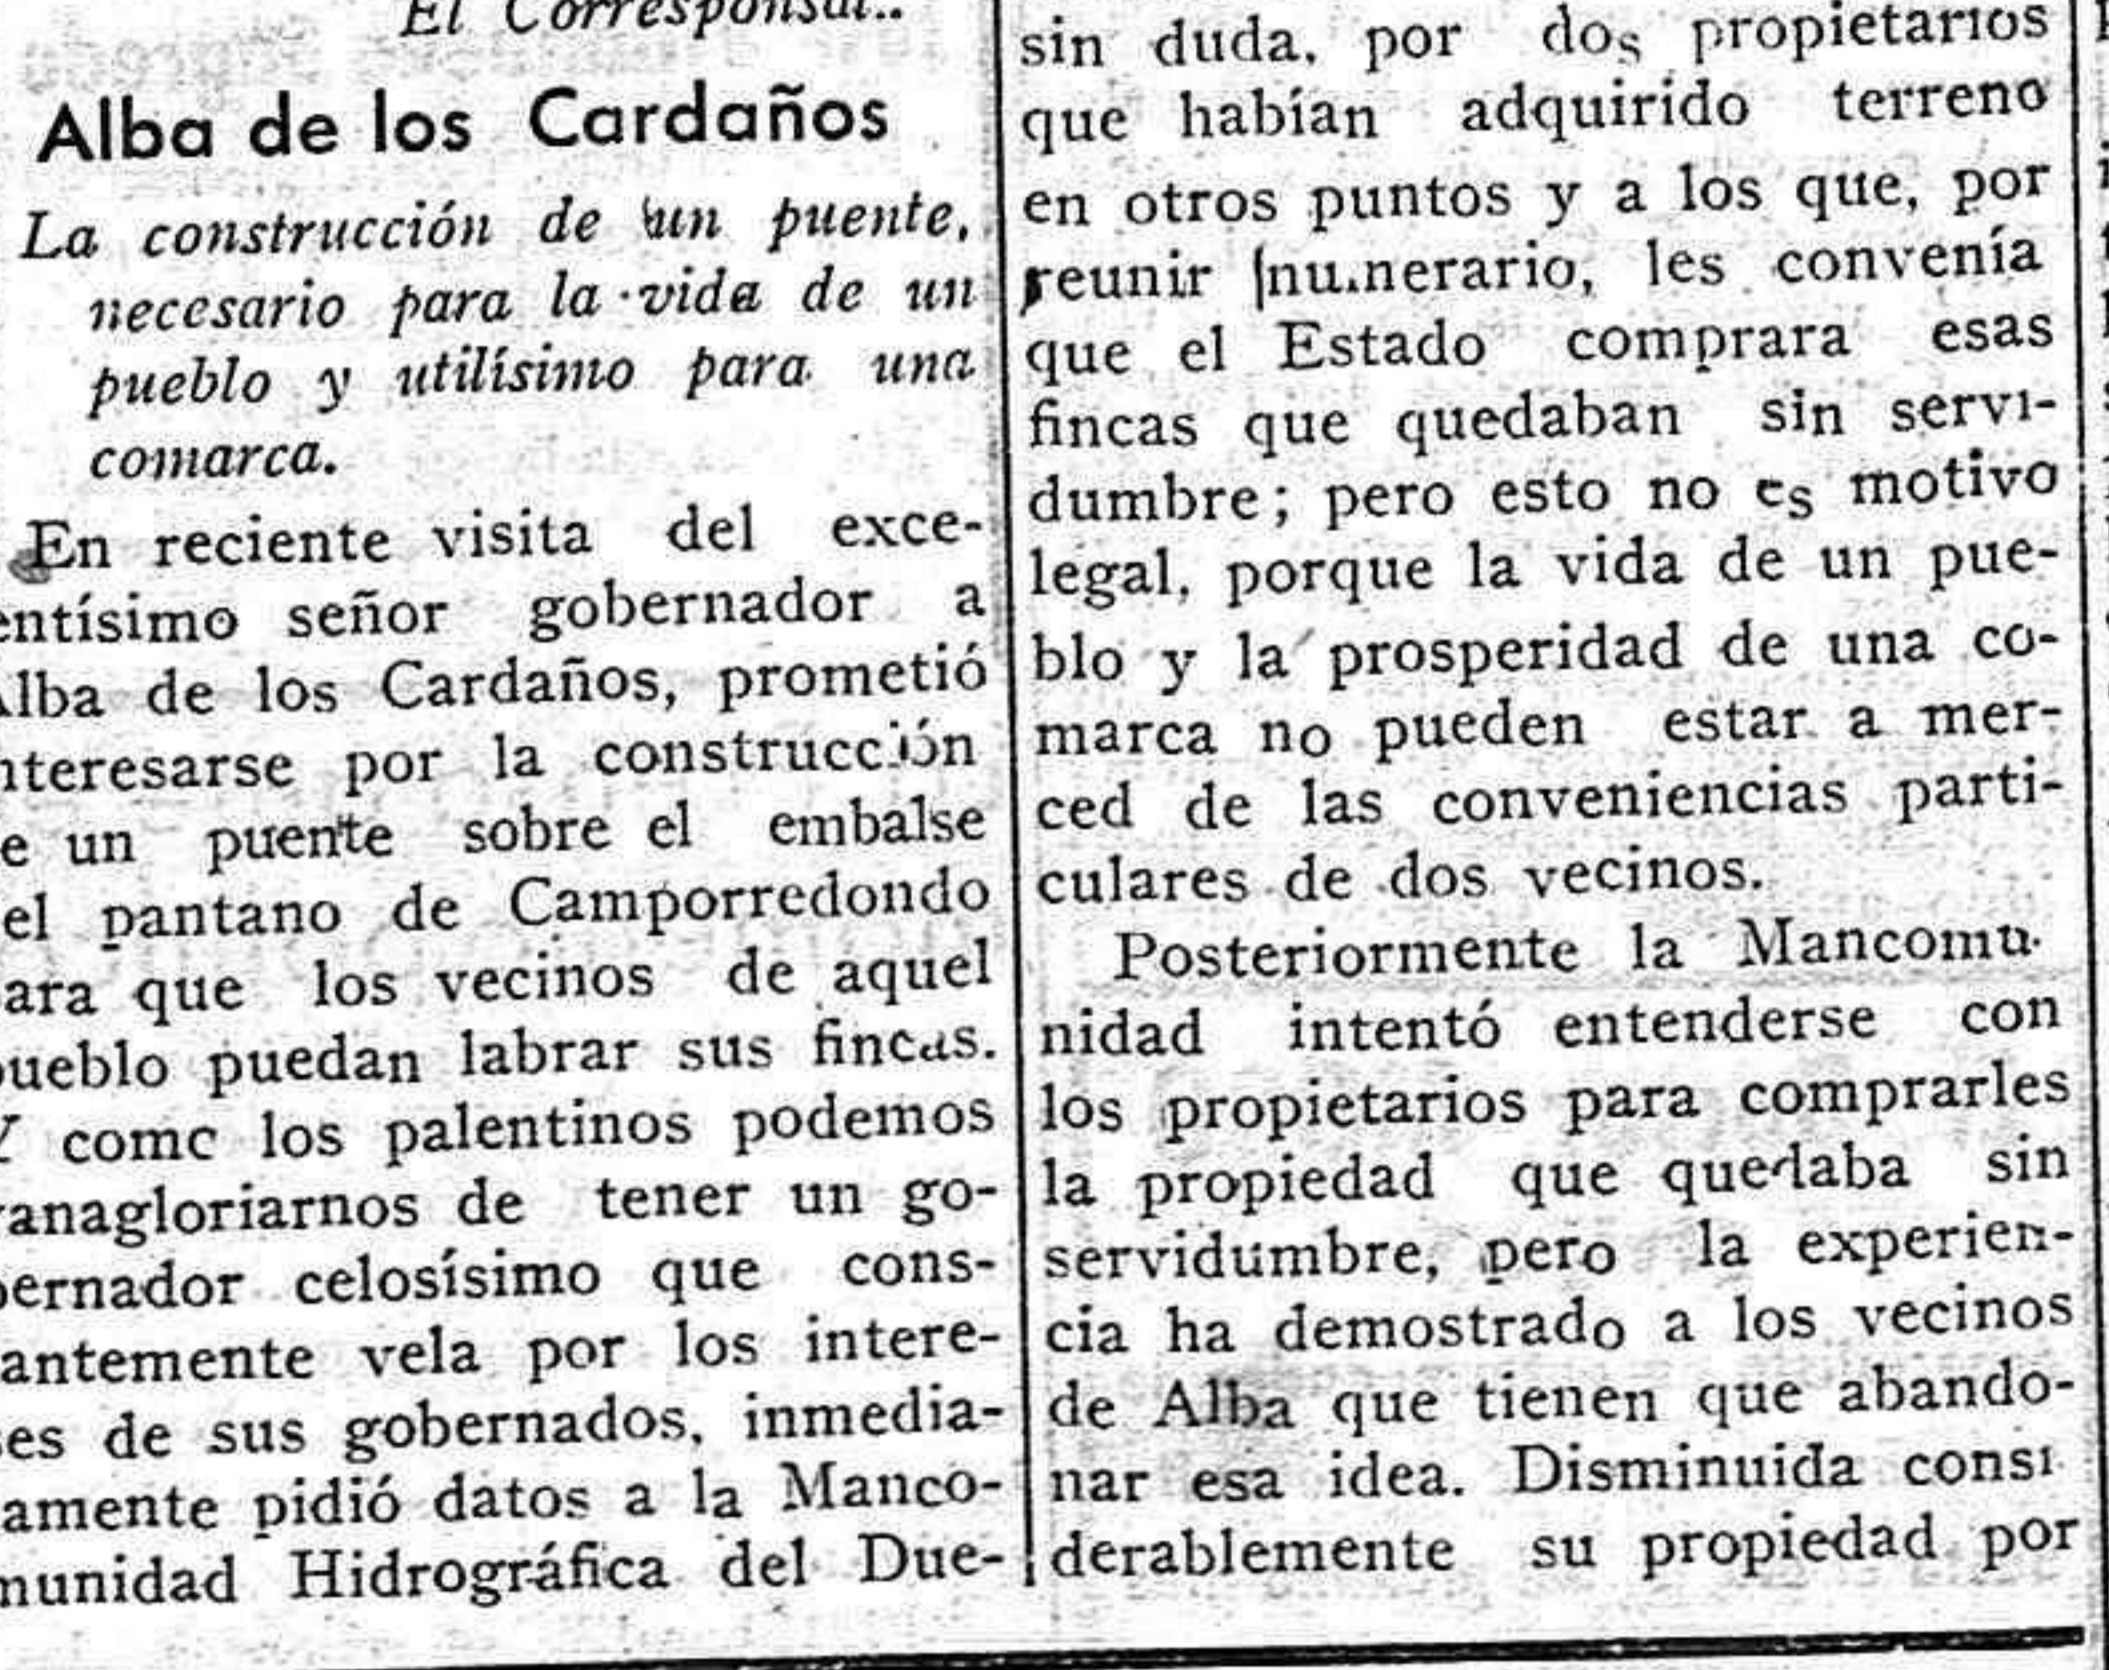 El Corresponsal..
Alba de los Cardaños
La construcción de un puente,
necesario para la vida de un
pueblo y utilísimo para una
comarca.
En reciente visita del exce-
entísimo señor gobernador a
Alba de los Cardaños, prometió
nteresarse por la construcción
e un puente sobre el embalse
el pantano de Camporredondo
ara que los vecinos de aquel
pueblo puedan labrar sus fincas.
Y como los palentinos podemos
vanagloriarnos de tener un go-
bernador celosísimo que cons-
antemente vela por los intere-
ses de sus gobernados, inmedia-
amente pidió datos a la Manco-
munidad Hidrográfica del Due-
sin duda, por dos propietarios
que habían adquirido terreno
en otros puntos y a los que, por
reunir numerario, les convenía
que el Estado comprara esas
fincas que quedaban sin servi-
dumbre; pero esto no es motivo
legal, porque la vida de un pue-
blo y la prosperidad de una co-
marca no pueden estar a mer-
ced de las conveniencias parti-
culares de dos vecinos.
Posteriormente la Mancomu-
nidad intentó entenderse con
los propietarios para comprarles
la propiedad que quedaba sin
servidumbre, pero la experien-
cia ha demostrado a los vecinos
de Alba que tienen que abando-
nar esa idea. Disminuida consi
derablemente su propiedad por